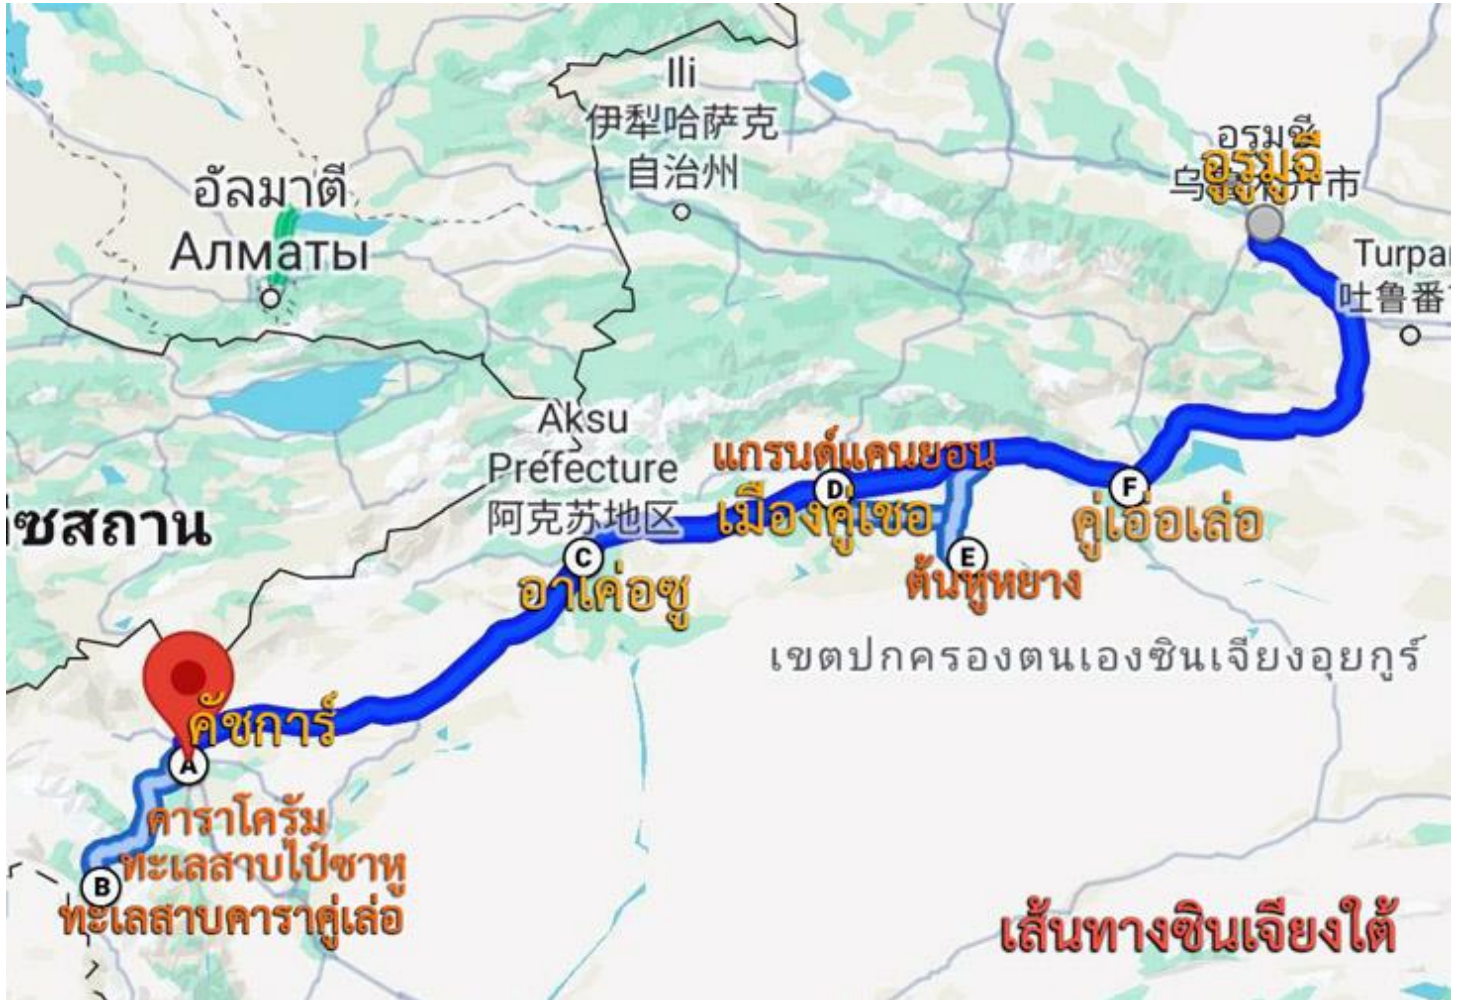 Ili
伊犁哈萨克
自治州
อุรุมชี
อุรูมูฉี
อัลมาตี
Алматы
Turpa
吐鲁番
Aksu
Prefecture
阿克苏地区
แกรนด์แคนยอน
D
เมืองคู่เชอ
F
คู่เอ๋อเล่อ
ซสถาน
C
อาเค่อซู
E
ต้นหูหยาง
เขตปกครองตนเองซินเจียงอุยกูร์
คัชการ์
A
คาราโครัม
ทะเลสาบไป๋ซาหู
B
ทะเลสาบคาราคู่เล่อ
เส้นทางซินเจียงใต้